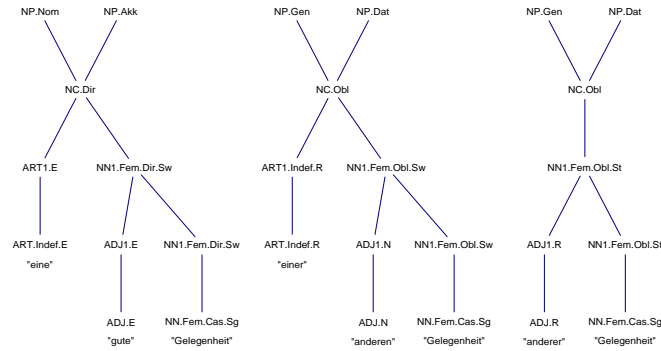 NP.Nom NP.Akk NP.Gen NP.Dat NP.Gen NP.Dat
NC.Dir NC.Obl NC.Obl
ART1.E NN1.Fem.Dir.Sw ART1.Indef.R NN1.Fem.Obl.Sw NN1.Fem.Obl.St
ART.Indef.E ADJ1.E NN1.Fem.Dir.Sw ART.Indef.R ADJ1.N NN1.Fem.Obl.Sw ADJ1.R NN1.Fem.Obl.St
"eine" "einer"
ADJ.E NN.Fem.Cas.Sg ADJ.N NN.Fem.Cas.Sg ADJ.R NN.Fem.Cas.Sg
"gute" "Gelegenheit" "anderen" "Gelegenheit" "anderer" "Gelegenheit"